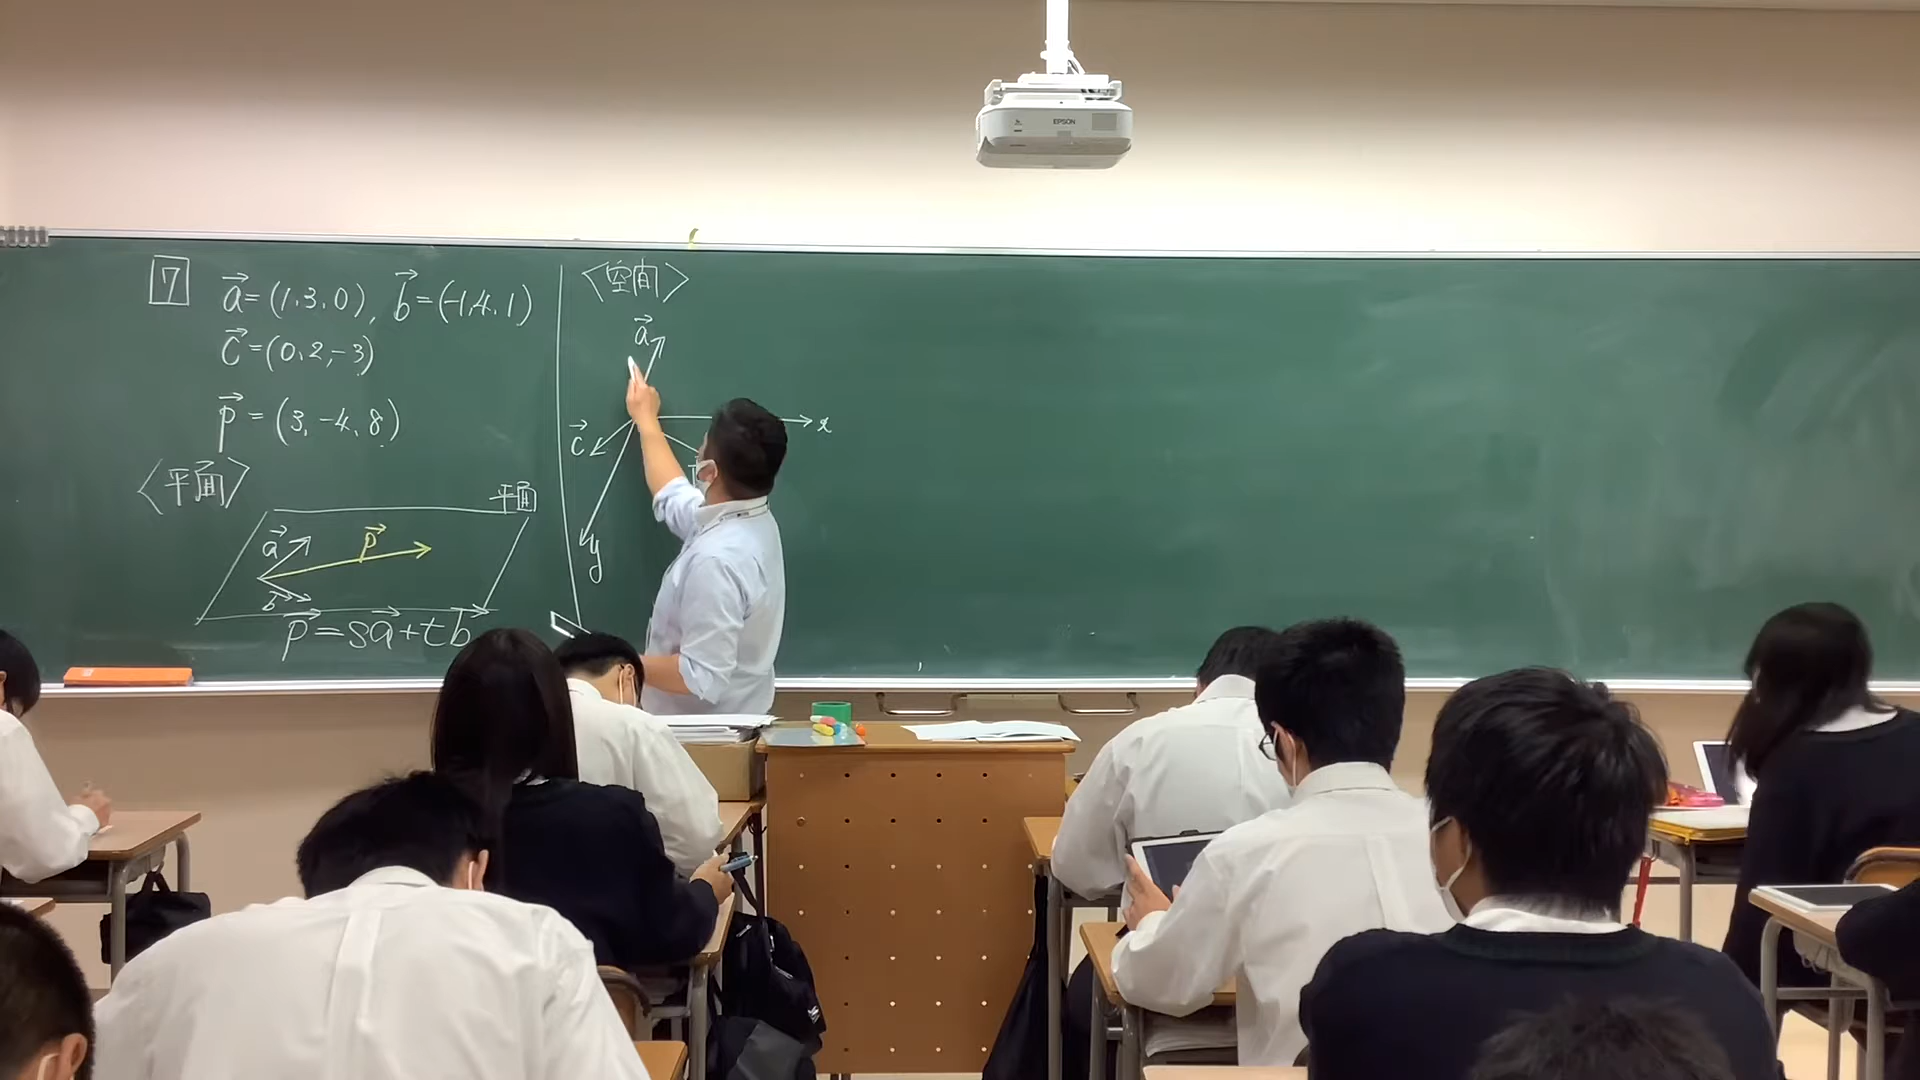 7 a⃗=(1,3,0), b⃗=(-1,4,1)
c⃗=(0,2,-3)
p⃗=(3,-4,8)
〈平面〉
平面
a⃗
p⃗
b⃗
p⃗=sa⃗+tb⃗
〈空間〉
a⃗
c⃗
x
y
EPSON